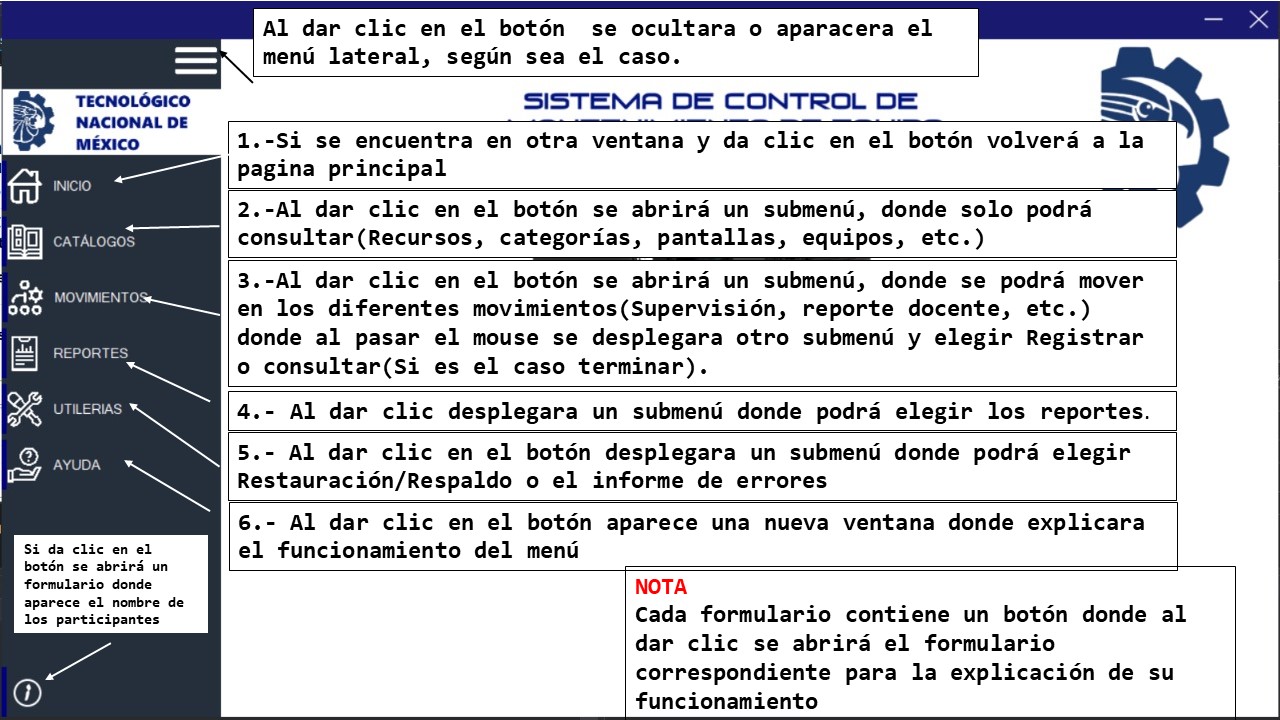 Al dar clic en el botón  se ocultara o aparacera el
menú lateral, según sea el caso.
TECNOLÓGICO
NACIONAL DE
MÉXICO
SISTEMA DE CONTROL DE
1.-Si se encuentra en otra ventana y da clic en el botón volverá a la
pagina principal
INICIO
2.-Al dar clic en el botón se abrirá un submenú, donde solo podrá
consultar(Recursos, categorías, pantallas, equipos, etc.)
CATÁLOGOS
3.-Al dar clic en el botón se abrirá un submenú, donde se podrá mover
en los diferentes movimientos(Supervisión, reporte docente, etc.)
donde al pasar el mouse se desplegara otro submenú y elegir Registrar
o consultar(Si es el caso terminar).
MOVIMIENTOS
REPORTES
4.- Al dar clic desplegara un submenú donde podrá elegir los reportes.
UTILERIAS
5.- Al dar clic en el botón desplegara un submenú donde podrá elegir
Restauración/Respaldo o el informe de errores
AYUDA
6.- Al dar clic en el botón aparece una nueva ventana donde explicara
el funcionamiento del menú
Si da clic en el
botón se abrirá un
formulario donde
aparece el nombre de
los participantes
NOTA
Cada formulario contiene un botón donde al
dar clic se abrirá el formulario
correspondiente para la explicación de su
funcionamiento